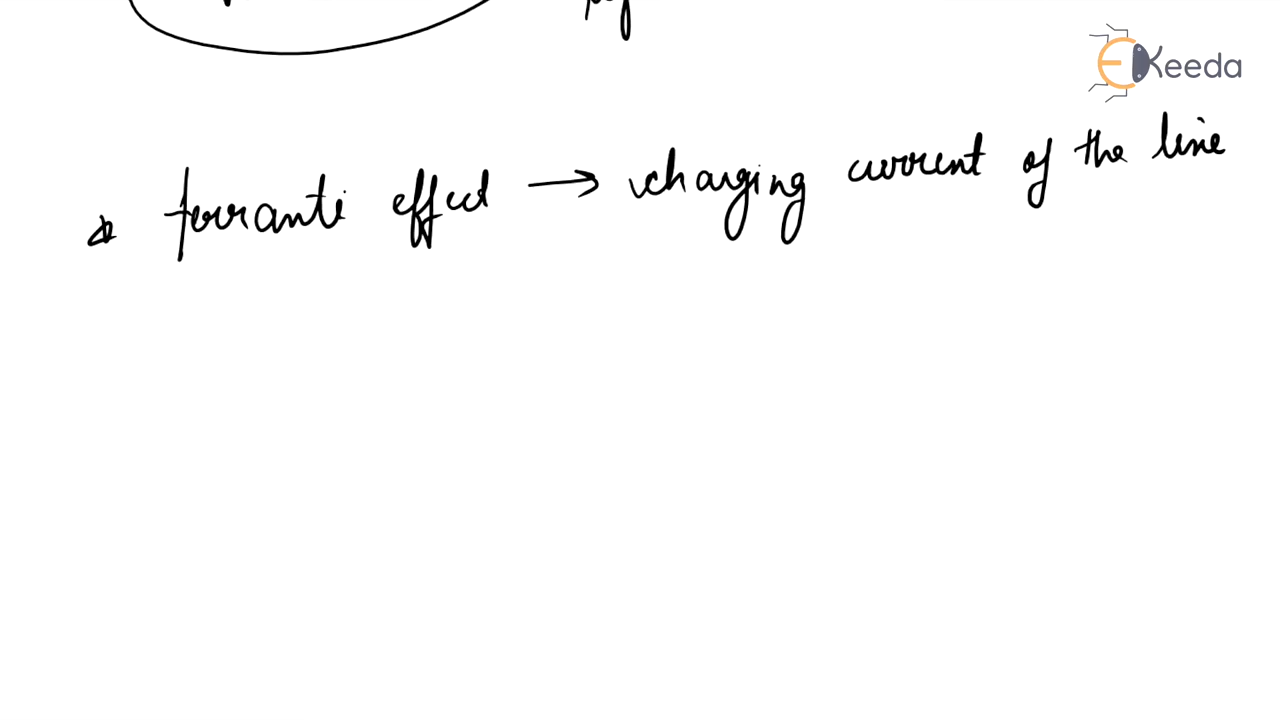 EKeeda
* ferranti effect → charging current of the line